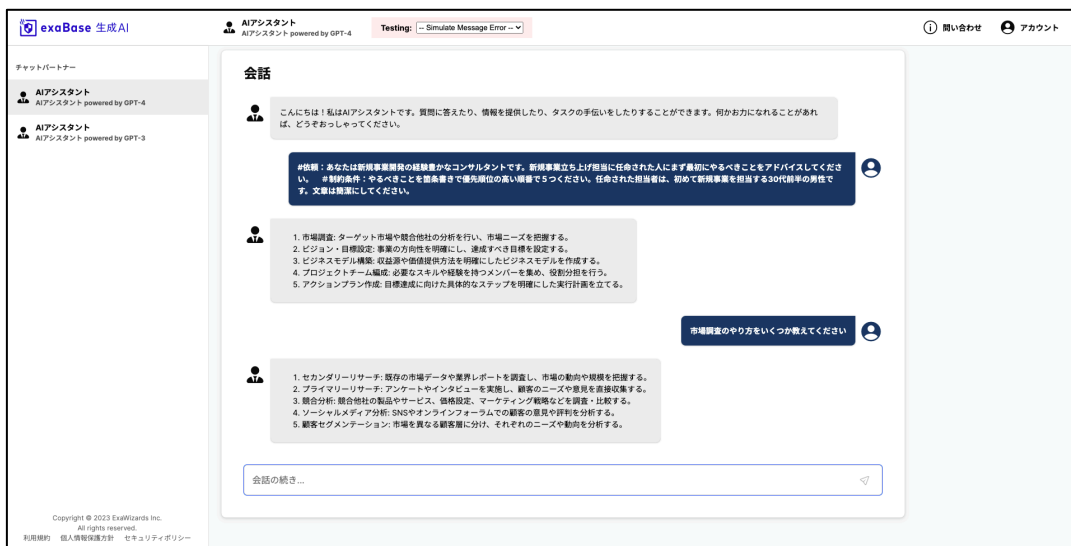 exaBase 生成AI
AIアシスタント
AIアシスタント powered by GPT-4
Testing: -- Simulate Message Error --
問い合わせ
アカウント
チャットパートナー
AIアシスタント
AIアシスタント powered by GPT-4
AIアシスタント
AIアシスタント powered by GPT-3
会話
こんにちは！私はAIアシスタントです。質問に答えたり、情報を提供したり、タスクの手伝いをしたりすることができます。何かお力になれることがあれ
ば、どうぞおっしゃってください。
#依頼：あなたは新規事業開発の経験豊かなコンサルタントです。新規事業立ち上げ担当に任命された人にまず最初にやるべきことをアドバイスしてくださ
い。 #制約条件：やるべきことを箇条書きで優先順位の高い順番で５つください。任命された担当者は、初めて新規事業を担当する30代前半の男性で
す。文章は簡潔にしてください。
1. 市場調査: ターゲット市場や競合他社の分析を行い、市場ニーズを把握する。
2. ビジョン・目標設定: 事業の方向性を明確にし、達成すべき目標を設定する。
3. ビジネスモデル構築: 収益源や価値提供方法を明確にしたビジネスモデルを作成する。
4. プロジェクトチーム編成: 必要なスキルや経験を持つメンバーを集め、役割分担を行う。
5. アクションプラン作成: 目標達成に向けた具体的なステップを明確にした実行計画を立てる。
市場調査のやり方をいくつか教えてください
1. セカンダリーリサーチ: 既存の市場データや業界レポートを調査し、市場の動向や規模を把握する。
2. プライマリーリサーチ: アンケートやインタビューを実施し、顧客のニーズや意見を直接収集する。
3. 競合分析: 競合他社の製品やサービス、価格設定、マーケティング戦略などを調査・比較する。
4. ソーシャルメディア分析: SNSやオンラインフォーラムでの顧客の意見や評判を分析する。
5. 顧客セグメンテーション: 市場を異なる顧客層に分け、それぞれのニーズや動向を分析する。
会話の続き...
Copyright © 2023 ExaWizards Inc.
All rights reserved.
利用規約 個人情報保護方針 セキュリティポリシー